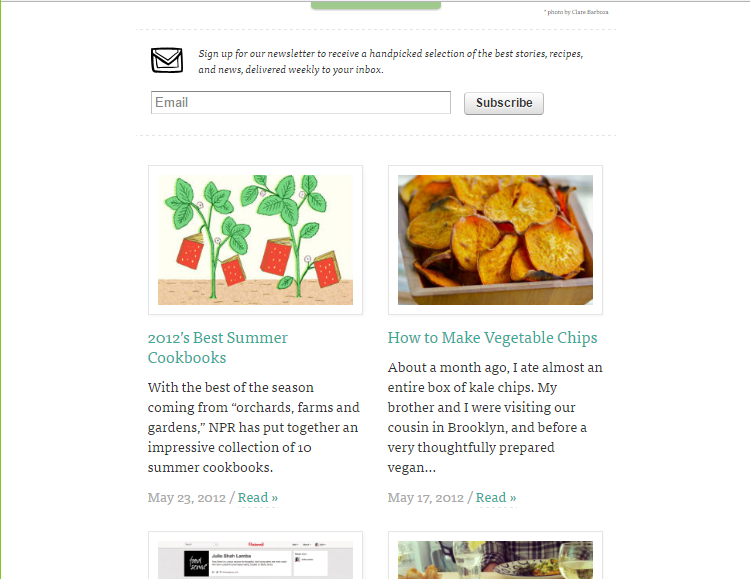 * photo by Clare Barboza
Sign up for our newsletter to receive a handpicked selection of the best stories, recipes,
and news, delivered weekly to your inbox.
Email
Subscribe
2012's Best Summer
Cookbooks
With the best of the season
coming from “orchards, farms and
gardens,” NPR has put together an
impressive collection of 10
summer cookbooks.
May 23, 2012 / Read »
How to Make Vegetable Chips
About a month ago, I ate almost an
entire box of kale chips. My
brother and I were visiting our
cousin in Brooklyn, and before a
very thoughtfully prepared
vegan...
May 17, 2012 / Read »
Pinterest
food